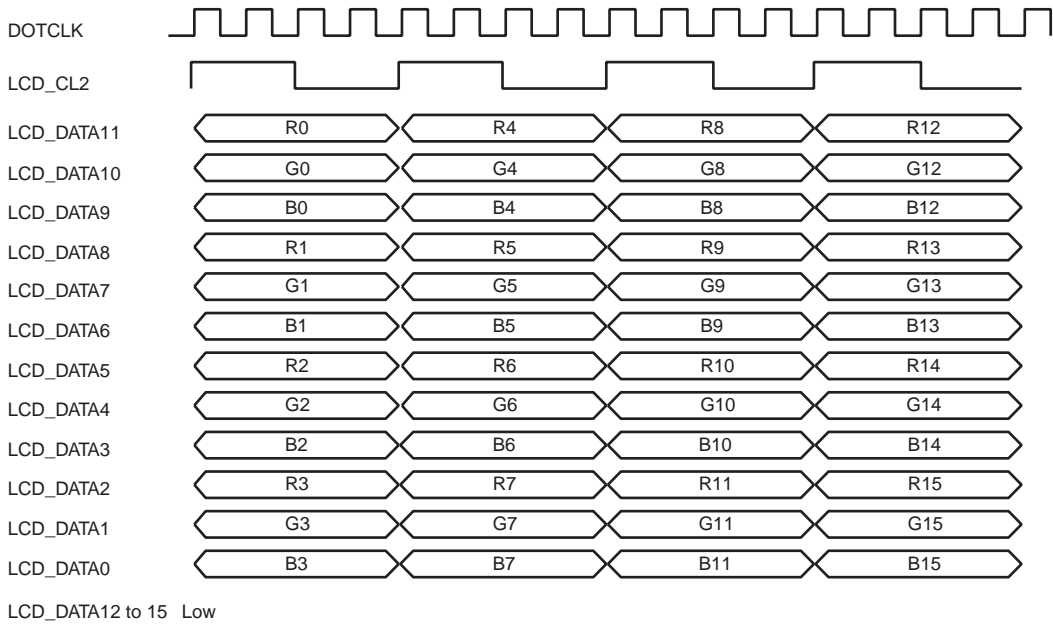 DOTCLK
LCD_CL2
LCD_DATA11 R0 R4 R8 R12
LCD_DATA10 G0 G4 G8 G12
LCD_DATA9 B0 B4 B8 B12
LCD_DATA8 R1 R5 R9 R13
LCD_DATA7 G1 G5 G9 G13
LCD_DATA6 B1 B5 B9 B13
LCD_DATA5 R2 R6 R10 R14
LCD_DATA4 G2 G6 G10 G14
LCD_DATA3 B2 B6 B10 B14
LCD_DATA2 R3 R7 R11 R15
LCD_DATA1 G3 G7 G11 G15
LCD_DATA0 B3 B7 B11 B15
LCD_DATA12 to 15 Low